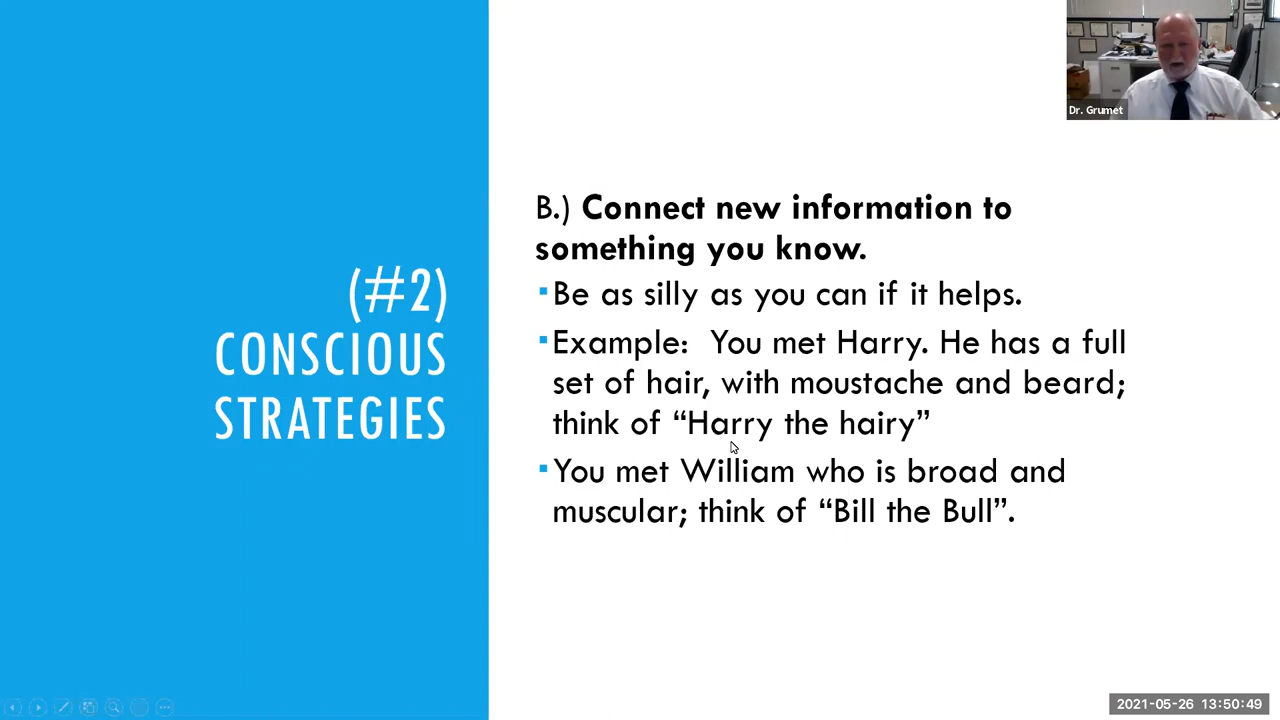 (#2)
CONSCIOUS
STRATEGIES
B.) Connect new information to
something you know.
▪Be as silly as you can if it helps.
▪Example:  You met Harry. He has a full
set of hair, with moustache and beard;
think of “Harry the hairy”
▪You met William who is broad and
muscular; think of “Bill the Bull”.
Dr. Grumet
2021-05-26 13:50:49